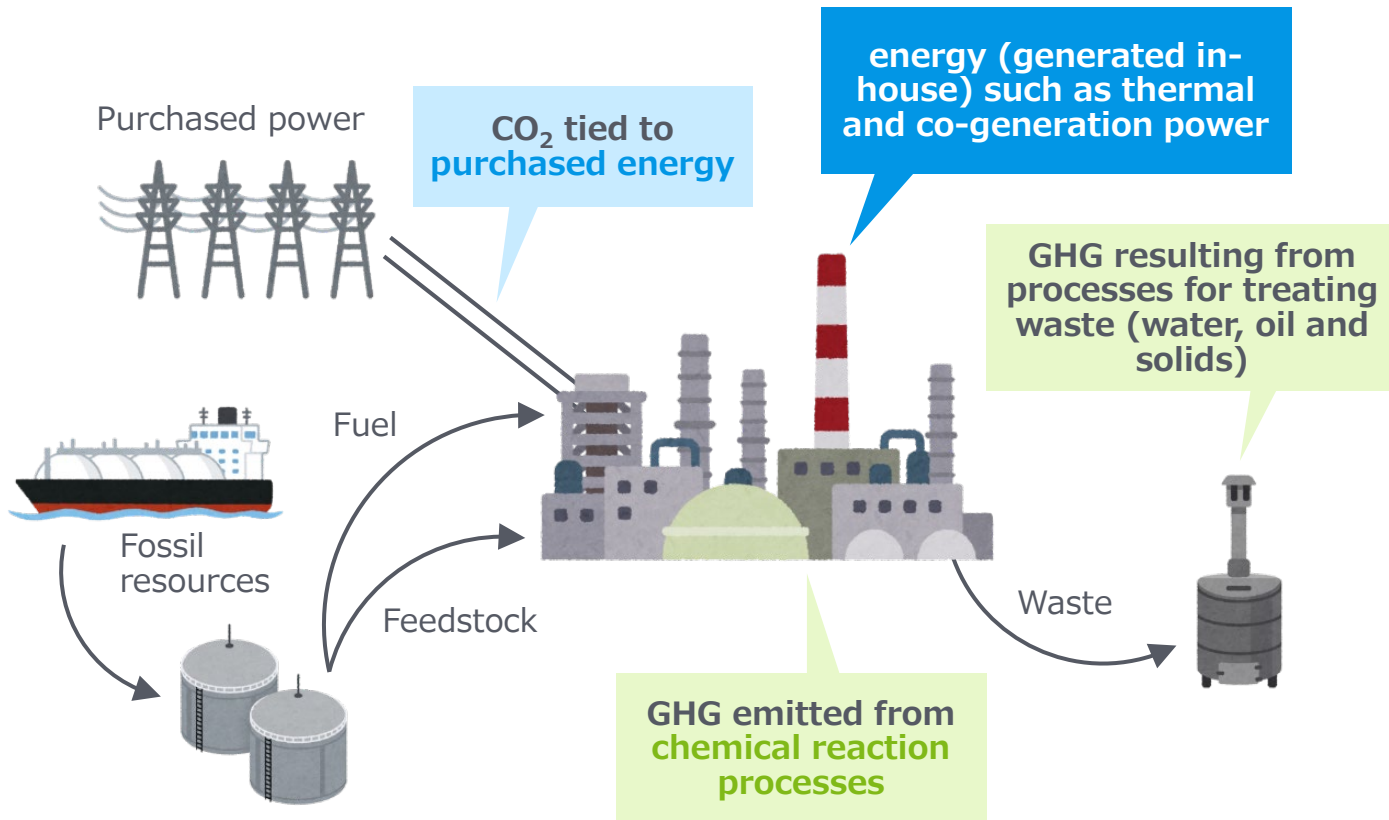 Purchased power
CO₂ tied to
purchased energy
energy (generated in-
house) such as thermal
and co-generation power
GHG resulting from
processes for treating
waste (water, oil and
solids)
Fuel
Fossil
resources
Feedstock
Waste
GHG emitted from
chemical reaction
processes